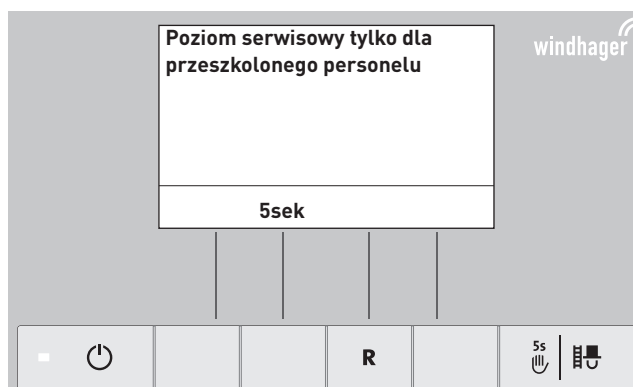 Poziom serwisowy tylko dla
przeszkolonego personelu
windhager
5sek
R
5s